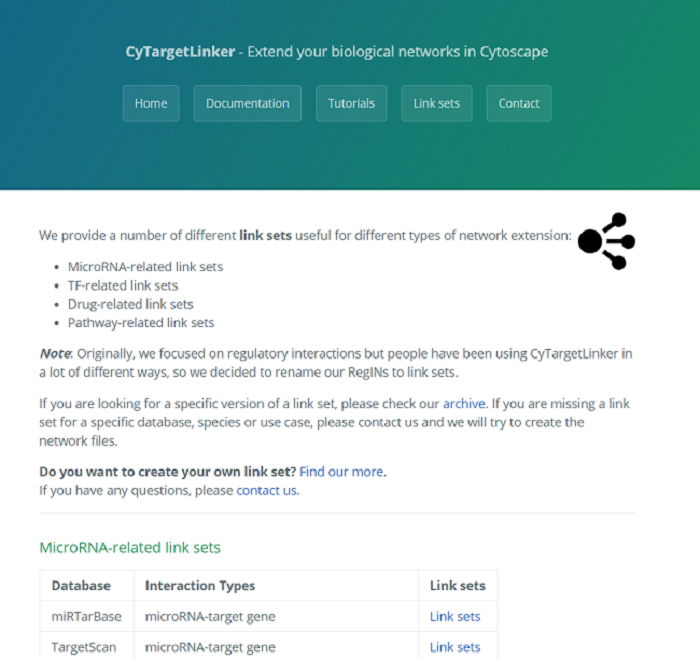 CyTargetLinker - Extend your biological networks in Cytoscape
Home Documentation Tutorials Link sets Contact
We provide a number of different link sets useful for different types of network extension:
• MicroRNA-related link sets
• TF-related link sets
• Drug-related link sets
• Pathway-related link sets
Note: Originally, we focused on regulatory interactions but people have been using CyTargetLinker in
a lot of different ways, so we decided to rename our RegINs to link sets.
If you are looking for a specific version of a link set, please check our archive. If you are missing a link
set for a specific database, species or use case, please contact us and we will try to create the
network files.
Do you want to create your own link set? Find our more.
If you have any questions, please contact us.
MicroRNA-related link sets
Database Interaction Types Link sets
miRTarBase microRNA-target gene Link sets
TargetScan microRNA-target gene Link sets